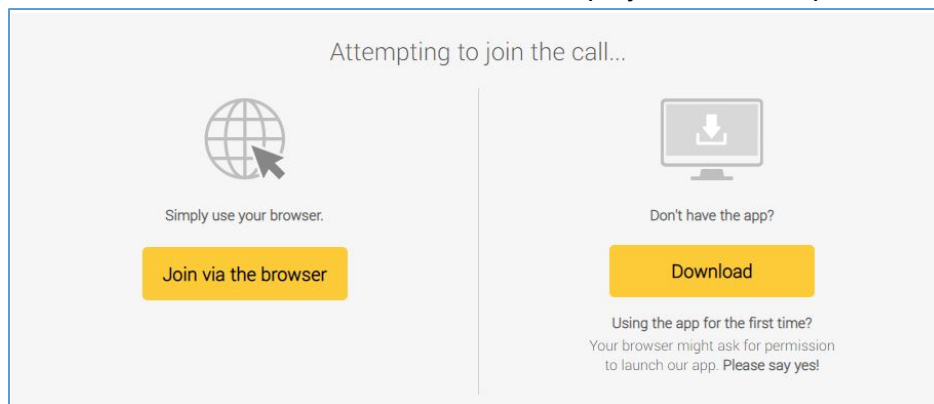 Attempting to join the call...
Simply use your browser.
Join via the browser
Don't have the app?
Download
Using the app for the first time?
Your browser might ask for permission
to launch our app. Please say yes!